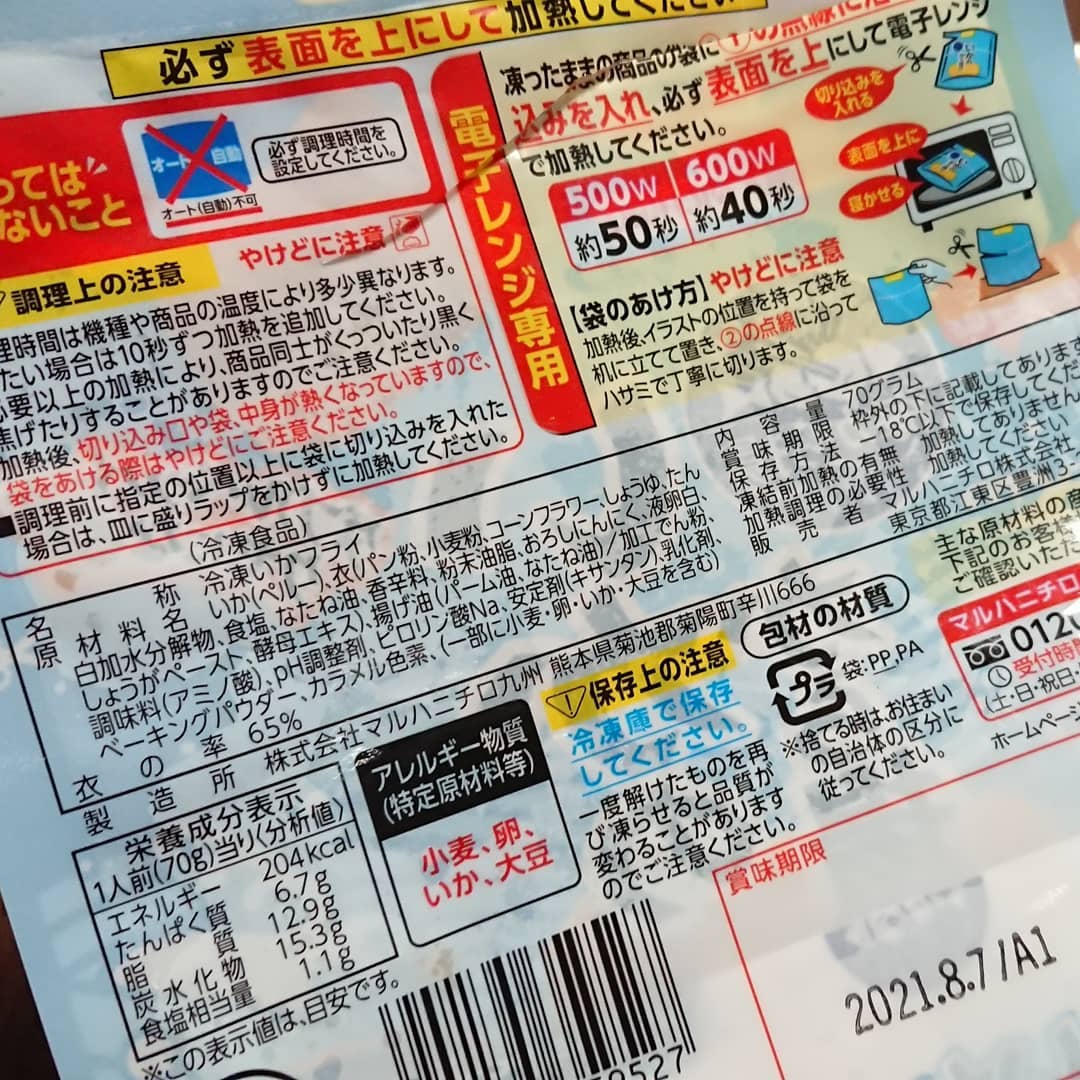 必ず表面を上にして加熱してください
オート 自動
オート(自動)不可
必ず調理時間を
設定してください。
ってては
ないこと
やけどに注意
調理上の注意
理時間は機種や商品の温度により多少異なります。
たい場合は10秒ずつ加熱を追加してください。
必要以上の加熱により、商品同士がくっついたり黒く
焦げたりすることがありますのでご注意ください。
加熱後、切り込み口や袋、中身が熱くなっていますので、
袋をあける際はやけどにご注意ください。
調理前に指定の位置以上に袋に切り込みを入れた
場合は、皿に盛りラップをかけずに加熱してください。
電子レンジ専用
凍ったままの商品の袋に①の点線に沿
込みを入れ、必ず表面を上にして電子レンジ
で加熱してください。
500W 600W
約50秒 約40秒
切り込みを
入れる
表面を上に
寝かせる
【袋のあけ方】やけどに注意
加熱後、イラストの位置を持って袋を
机に立てて置き、②の点線に沿って
ハサミで丁寧に切ります。
(冷凍食品)
名称 冷凍いかフライ
原材料名 いか(ペルー)、衣(パン粉、小麦粉、コーンフラワー、しょうゆ、たん
白加水分解物、食塩、なたね油、香辛料、粉末油脂、おろしにんにく、液卵白、
しょうがペースト、酵母エキス)、揚げ油(パーム油、なたね油)/加工でん粉、
調味料(アミノ酸)、pH調整剤、ピロリン酸Na、安定剤(キサンタン)、乳化剤、
ベーキングパウダー、カラメル色素、(一部に小麦・卵・いか・大豆を含む)
衣の率 65%
製造所 株式会社マルハニチロ九州 熊本県菊池郡菊陽町辛川666
内容量 70グラム
賞味期限 枠外の下に記載してあります
保存方法 −18℃以下で保存してくだ
凍結前加熱の有無 加熱してありません
加熱調理の必要性 加熱してください
販売者 マルハニチロ株式会社
東京都江東区豊洲3-
主な原材料の産
下記のお客様
ご確認いただ
マルハニチロ
012
受付時間
(土・日・祝日・
ホームページ
包材の材質
プラ
袋:PP,PA
※捨てる時は、お住まい
の自治体の区分に
従ってください。
保存上の注意
冷凍庫で保存
してください。
一度解けたものを再
び凍らせると品質が
変わることがあります
のでご注意ください。
アレルギー物質
(特定原材料等)
小麦、卵、
いか、大豆
栄養成分表示
1人前(70g)当り〈分析値〉
エネルギー 204kcal
たんぱく質 6.7g
脂質 12.9g
炭水化物 15.3g
食塩相当量 1.1g
※この表示値は、目安です。
賞味期限
2021.8.7/A1